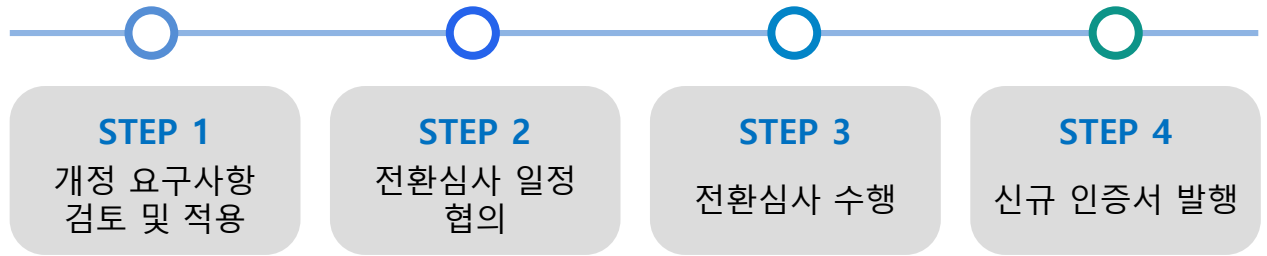 STEP 1
개정 요구사항
검토 및 적용
STEP 2
전환심사 일정
협의
STEP 3
전환심사 수행
STEP 4
신규 인증서 발행